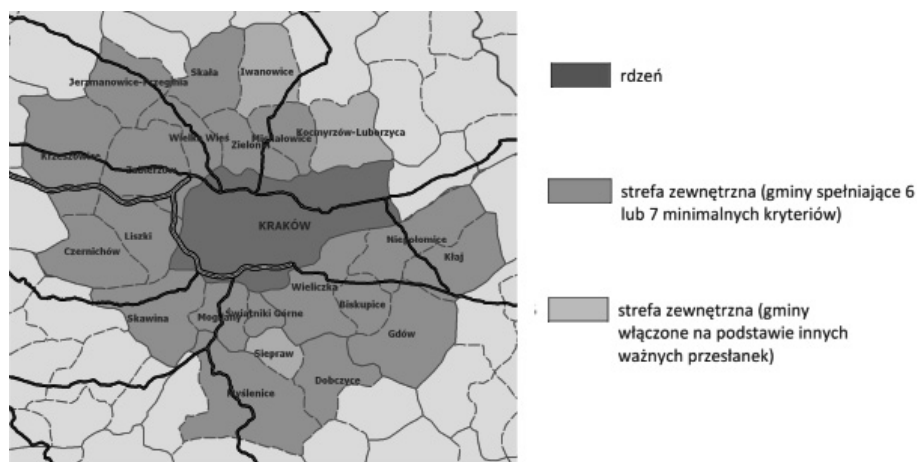 Skała
Iwanowice
Jerzmanowice-Przeginia
Wielka Wieś
Michałowice
Kocmyrzów-Luborzyca
Zielonki
Krzeszowice
Zabierzów
KRAKÓW
Liszki
Niepołomice
Czernichów
Kłaj
Wieliczka
Biskupice
Skawina
Mogilany
Świątniki Górne
Gdów
Siepraw
Dobczyce
Myślenice
rdzeń
strefa zewnętrzna (gminy spełniające 6
lub 7 minimalnych kryteriów)
strefa zewnętrzna (gminy
włączone na podstawie innych
ważnych przesłanek)